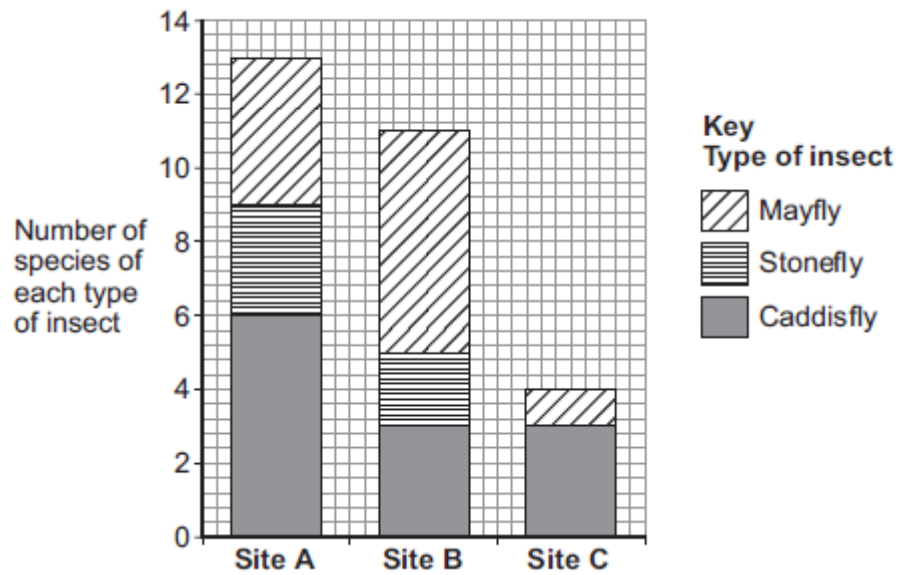 14
12
10
8
6
4
2
0
Number of
species of
each type
of insect
Site A
Site B
Site C
Key
Type of insect
Mayfly
Stonefly
Caddisfly